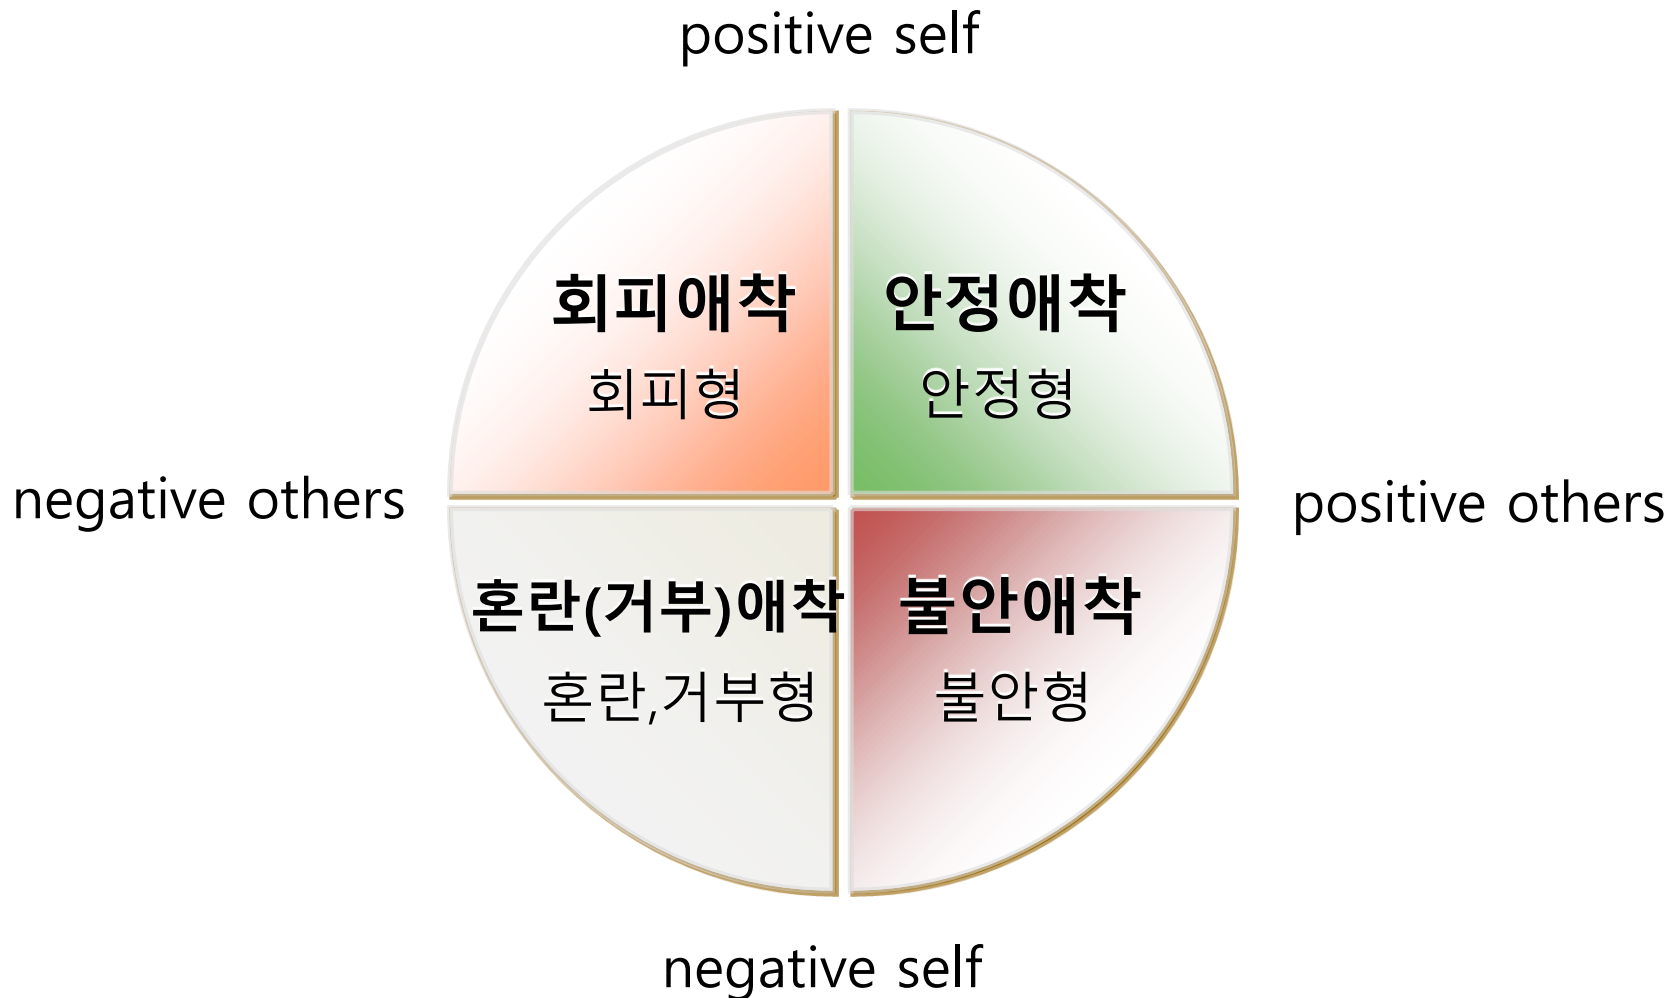 positive self
회피애착
회피형
안정애착
안정형
negative others
positive others
혼란(거부)애착
혼란,거부형
불안애착
불안형
negative self